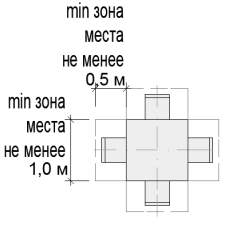 min зона
места
не менее
0,5 м
min зона
места
не менее
1,0 м